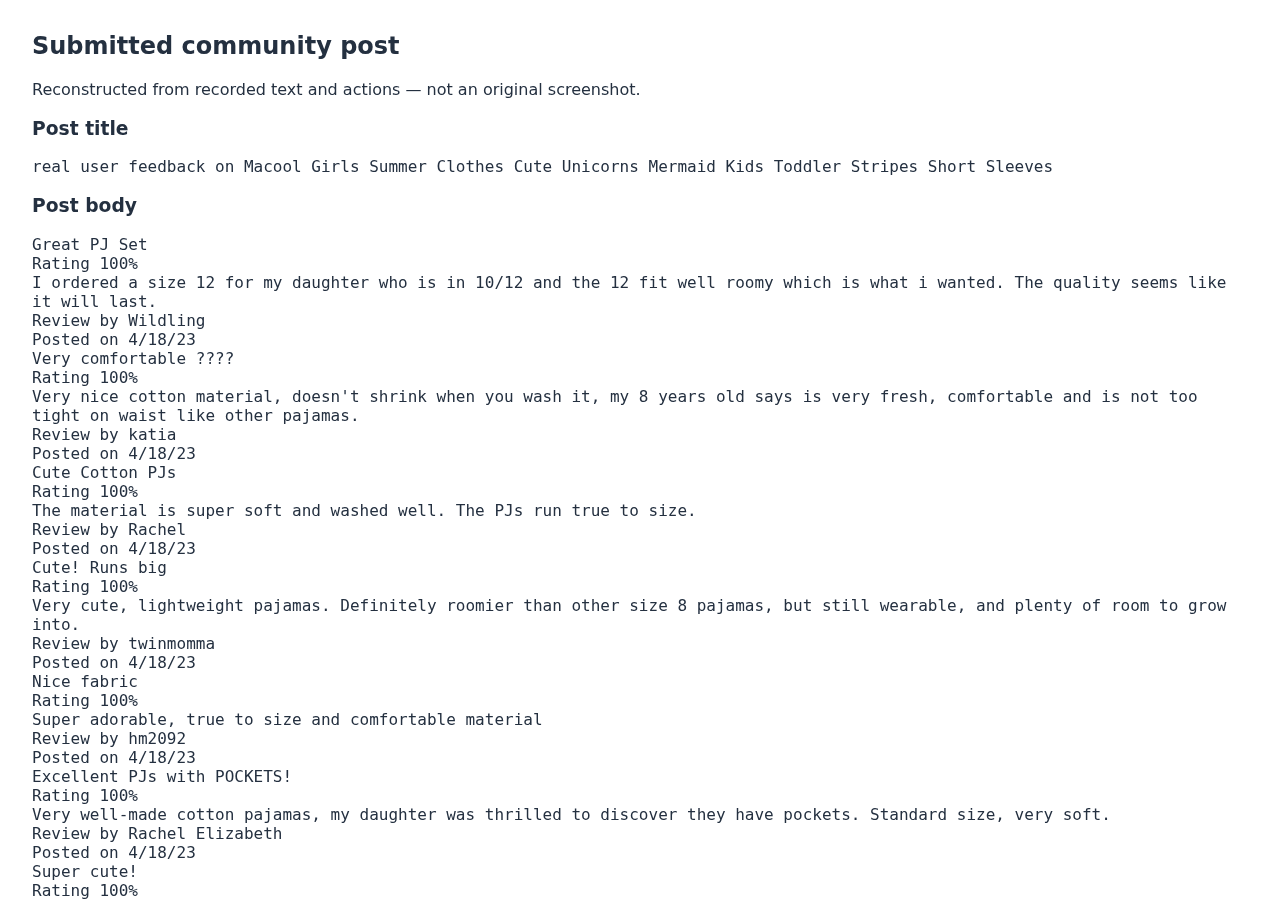 Submitted community post
Reconstructed from recorded text and actions — not an original screenshot.
Post title
real user feedback on Macool Girls Summer Clothes Cute Unicorns Mermaid Kids Toddler Stripes Short Sleeves
Post body
Great PJ Set
Rating 100%
I ordered a size 12 for my daughter who is in 10/12 and the 12 fit well roomy which is what i wanted. The quality seems like
it will last.
Review by Wildling
Posted on 4/18/23
Very comfortable ????
Rating 100%
Very nice cotton material, doesn't shrink when you wash it, my 8 years old says is very fresh, comfortable and is not too
tight on waist like other pajamas.
Review by katia
Posted on 4/18/23
Cute Cotton PJs
Rating 100%
The material is super soft and washed well. The PJs run true to size.
Review by Rachel
Posted on 4/18/23
Cute! Runs big
Rating 100%
Very cute, lightweight pajamas. Definitely roomier than other size 8 pajamas, but still wearable, and plenty of room to grow
into.
Review by twinmomma
Posted on 4/18/23
Nice fabric
Rating 100%
Super adorable, true to size and comfortable material
Review by hm2092
Posted on 4/18/23
Excellent PJs with POCKETS!
Rating 100%
Very well-made cotton pajamas, my daughter was thrilled to discover they have pockets. Standard size, very soft.
Review by Rachel Elizabeth
Posted on 4/18/23
Super cute!
Rating 100%